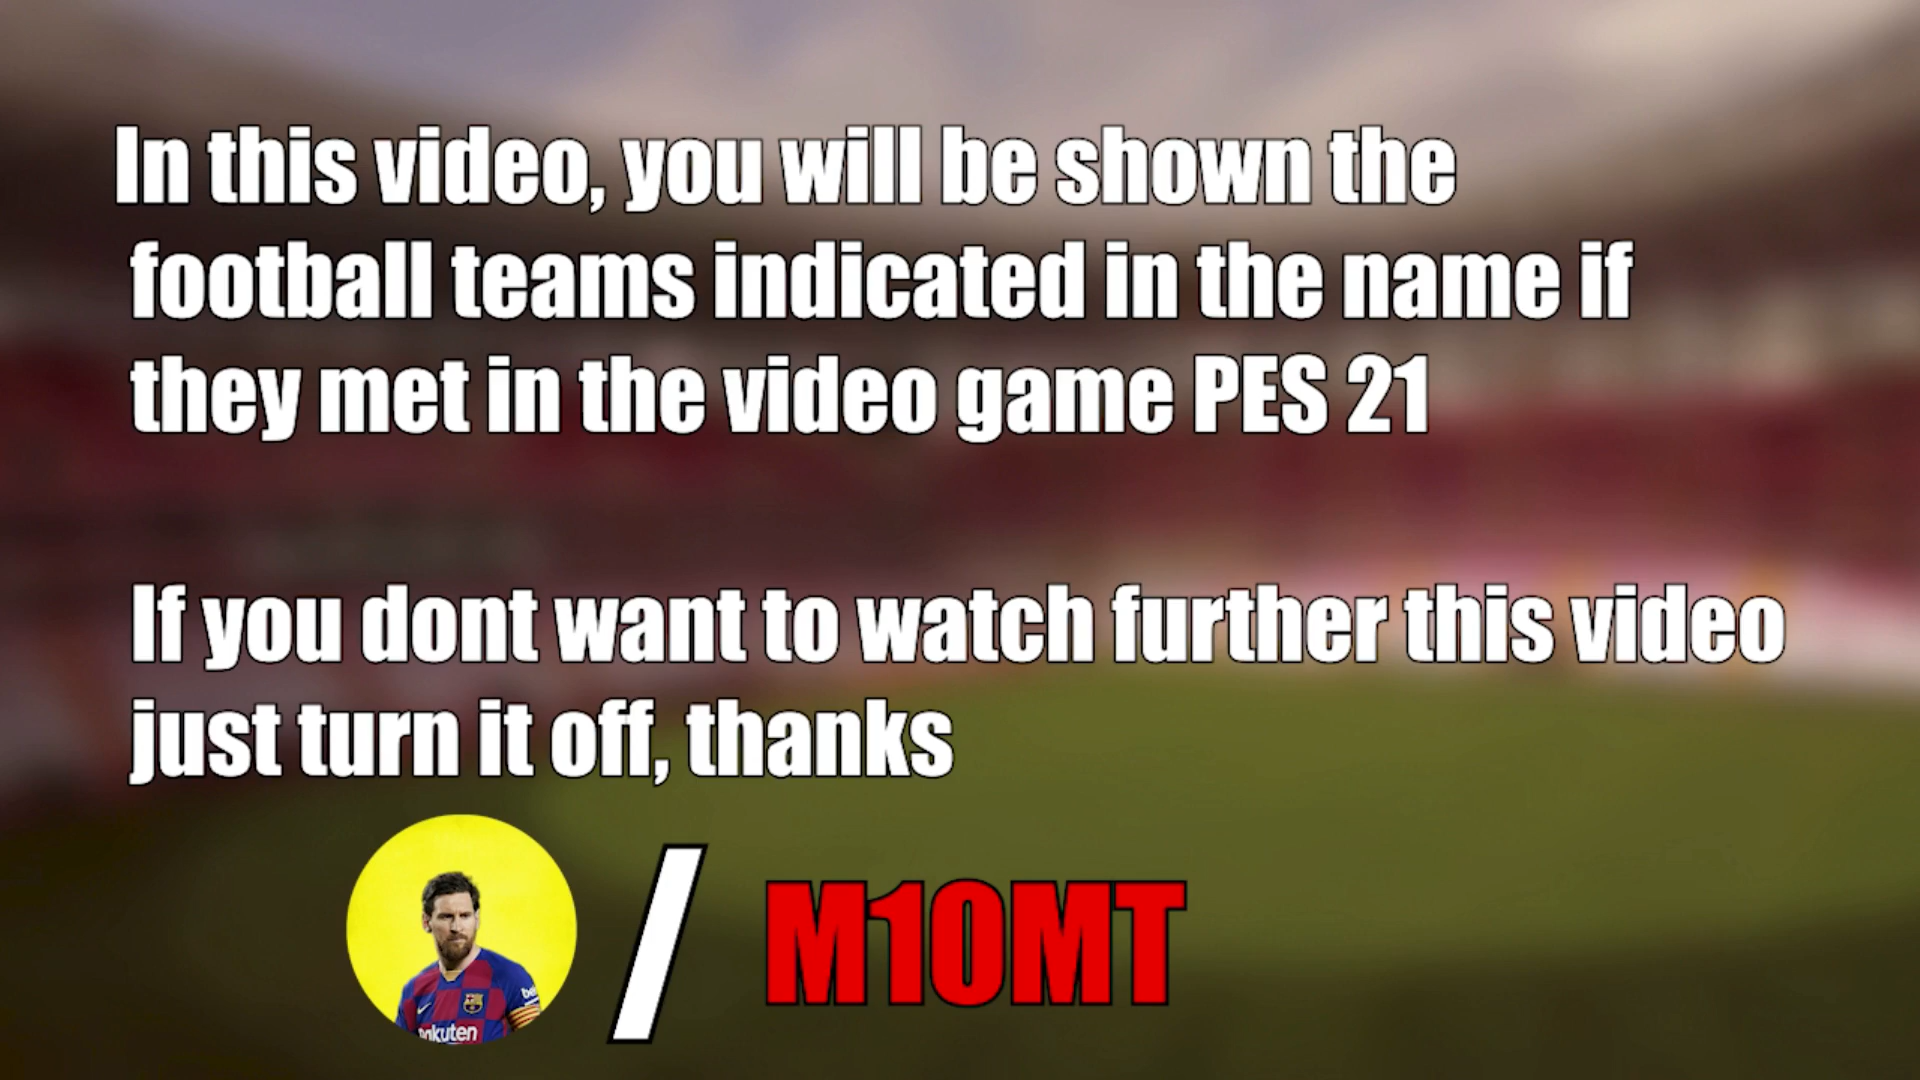 In this video, you will be shown the
football teams indicated in the name if
they met in the video game PES 21
If you dont want to watch further this video
just turn it off, thanks
/ M10MT
Rakuten